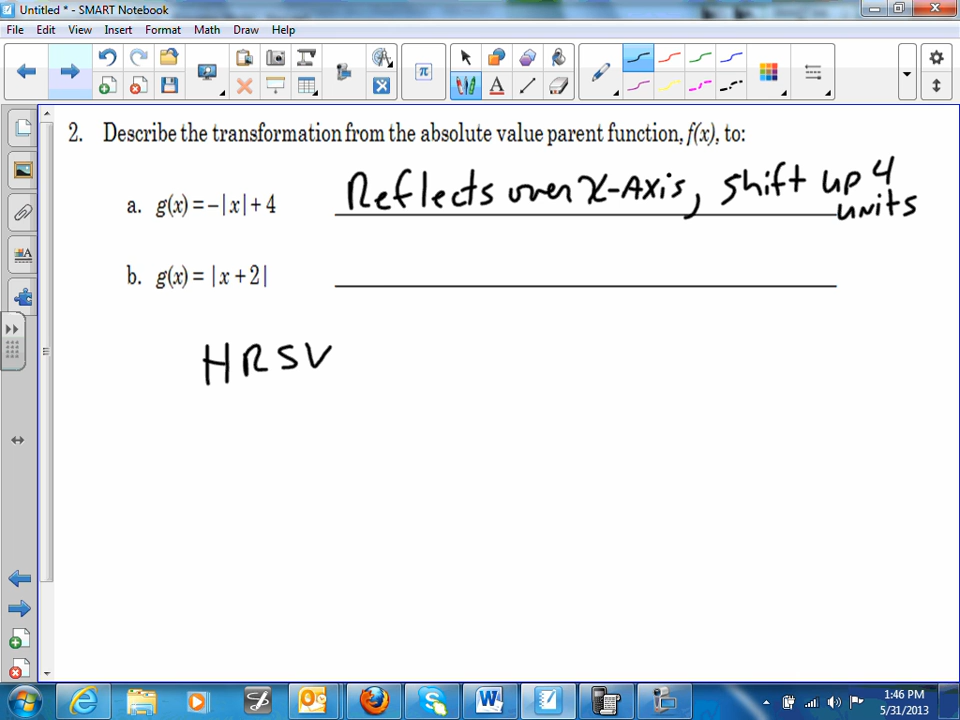 Untitled * - SMART Notebook
File Edit View Insert Format Math Draw Help
2. Describe the transformation from the absolute value parent function, f(x), to:
a. g(x) = –|x| + 4 Reflects over X-Axis, Shift up 4
units
b. g(x) = |x + 2|
HRSV
1:46 PM
5/31/2013